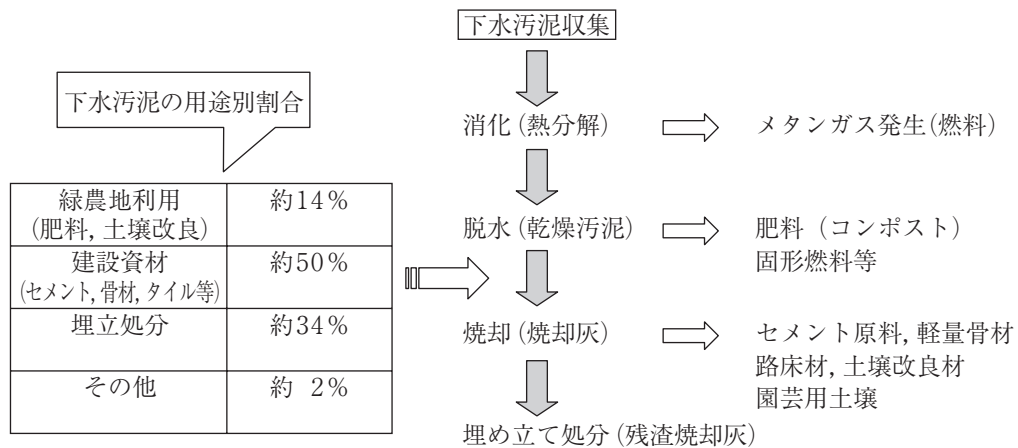 下水汚泥収集
下水汚泥の用途別割合
消化(熱分解)
メタンガス発生(燃料)
緑農地利用
(肥料, 土壌改良)
約14%
脱水(乾燥汚泥)
肥料(コンポスト)
固形燃料等
建設資材
(セメント, 骨材, タイル等)
約50%
埋立処分
約34%
焼却(焼却灰)
セメント原料, 軽量骨材
路床材, 土壌改良材
園芸用土壌
その他
約 2%
埋め立て処分(残渣焼却灰)